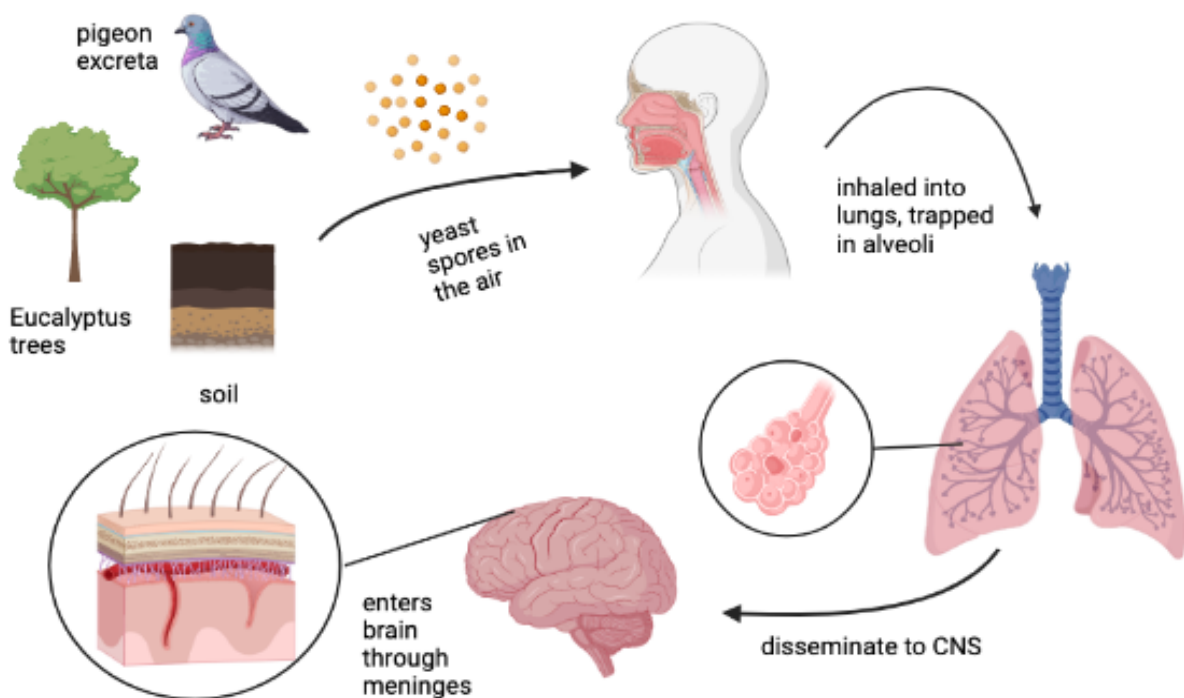 pigeon
excreta
Eucalyptus
trees
soil
yeast
spores in
the air
inhaled into
lungs, trapped
in alveoli
disseminate to CNS
enters
brain
through
meninges